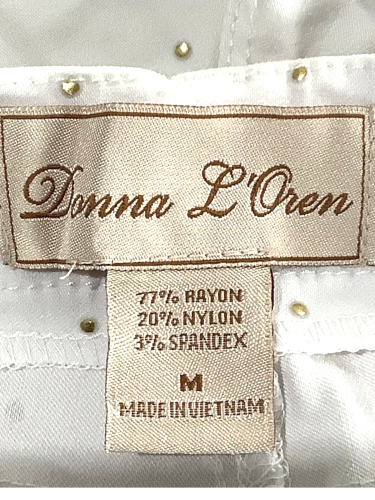 Donna L'Oren
77% RAYON
20% NYLON
3% SPANDEX
M
MADE IN VIETNAM